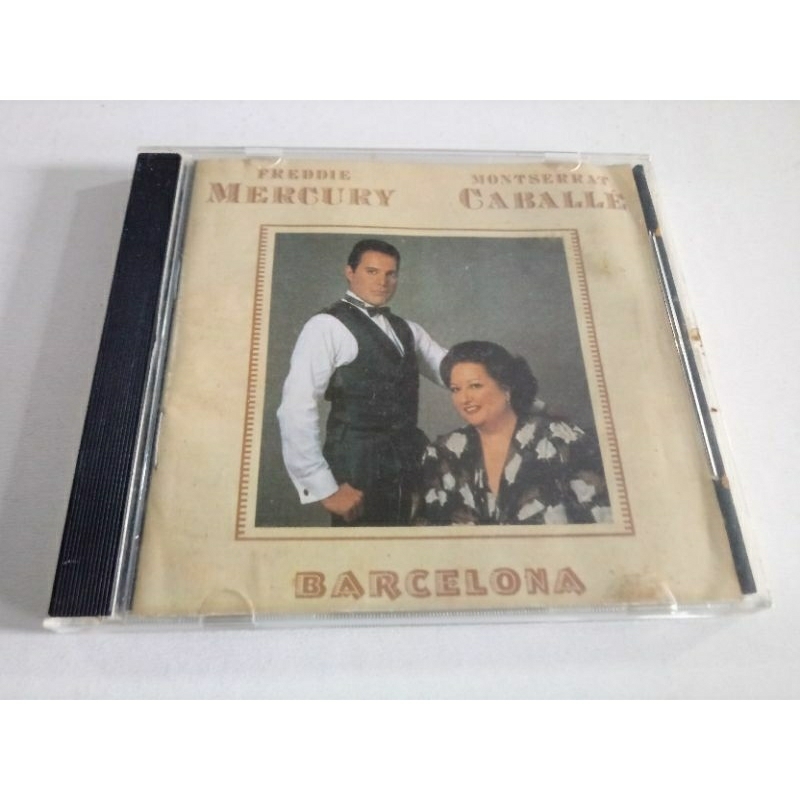 FREDDIE
MERCURY
MONTSERRAT
CABALLÉ
BARCELONA